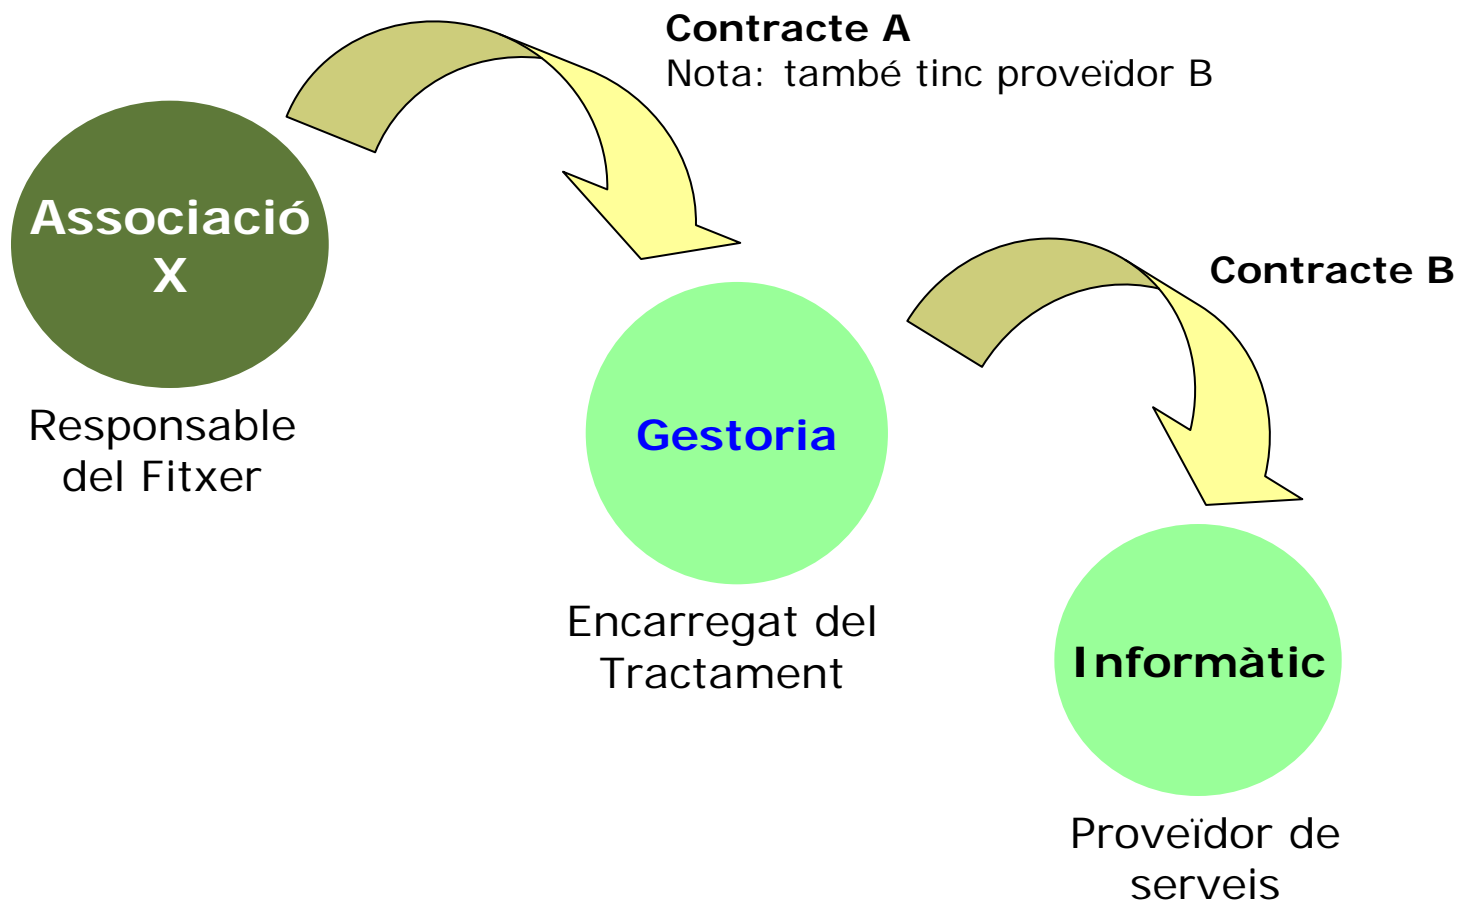 Contracte A
Nota: també tinc proveïdor B
Associació
X
Responsable
del Fitxer
Contracte B
Gestoria
Encarregat del
Tractament
Informàtic
Proveïdor de
serveis